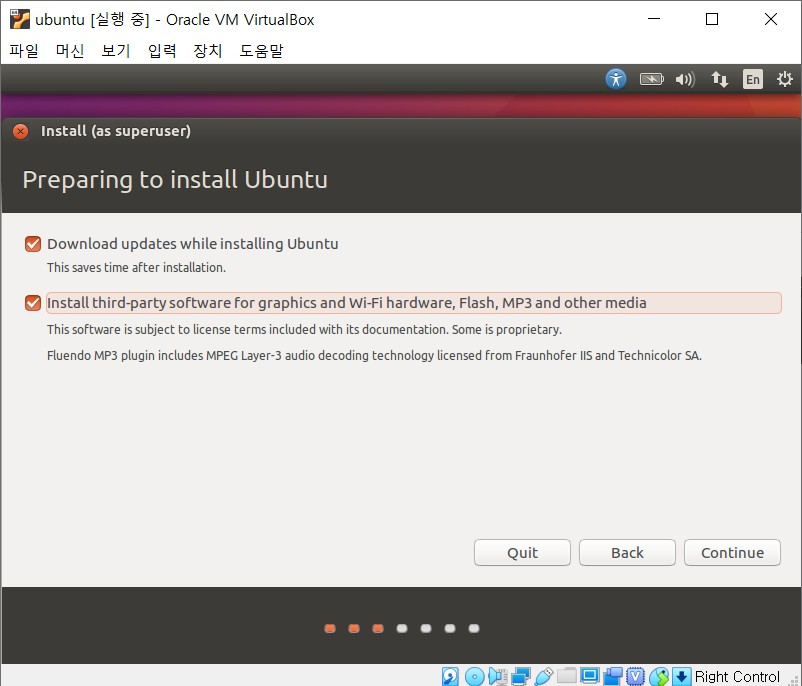 ubuntu [실행 중] - Oracle VM VirtualBox
파일 머신 보기 입력 장치 도움말
En
Install (as superuser)
Preparing to install Ubuntu
Download updates while installing Ubuntu
This saves time after installation.
Install third-party software for graphics and Wi-Fi hardware, Flash, MP3 and other media
This software is subject to license terms included with its documentation. Some is proprietary.
Fluendo MP3 plugin includes MPEG Layer-3 audio decoding technology licensed from Fraunhofer IIS and Technicolor SA.
Quit Back Continue
Right Control